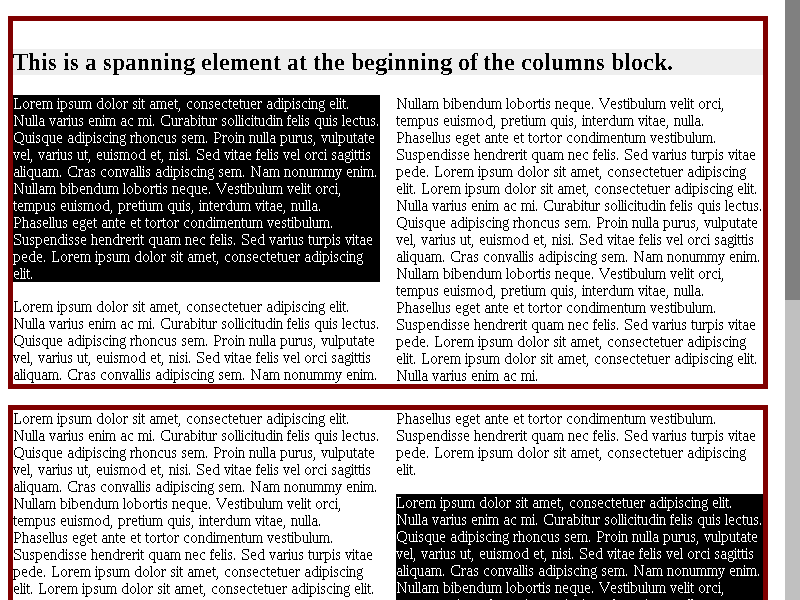 This is a spanning element at the beginning of the columns block.
Lorem ipsum dolor sit amet, consectetuer adipiscing elit.
Nulla varius enim ac mi. Curabitur sollicitudin felis quis lectus.
Quisque adipiscing rhoncus sem. Proin nulla purus, vulputate
vel, varius ut, euismod et, nisi. Sed vitae felis vel orci sagittis
aliquam. Cras convallis adipiscing sem. Nam nonummy enim.
Nullam bibendum lobortis neque. Vestibulum velit orci,
tempus euismod, pretium quis, interdum vitae, nulla.
Phasellus eget ante et tortor condimentum vestibulum.
Suspendisse hendrerit quam nec felis. Sed varius turpis vitae
pede. Lorem ipsum dolor sit amet, consectetuer adipiscing
elit.
Lorem ipsum dolor sit amet, consectetuer adipiscing elit.
Nulla varius enim ac mi. Curabitur sollicitudin felis quis lectus.
Quisque adipiscing rhoncus sem. Proin nulla purus, vulputate
vel, varius ut, euismod et, nisi. Sed vitae felis vel orci sagittis
aliquam. Cras convallis adipiscing sem. Nam nonummy enim.
Nullam bibendum lobortis neque. Vestibulum velit orci,
tempus euismod, pretium quis, interdum vitae, nulla.
Phasellus eget ante et tortor condimentum vestibulum.
Suspendisse hendrerit quam nec felis. Sed varius turpis vitae
pede. Lorem ipsum dolor sit amet, consectetuer adipiscing
elit. Lorem ipsum dolor sit amet, consectetuer adipiscing elit.
Nulla varius enim ac mi. Curabitur sollicitudin felis quis lectus.
Quisque adipiscing rhoncus sem. Proin nulla purus, vulputate
vel, varius ut, euismod et, nisi. Sed vitae felis vel orci sagittis
aliquam. Cras convallis adipiscing sem. Nam nonummy enim.
Nullam bibendum lobortis neque. Vestibulum velit orci,
tempus euismod, pretium quis, interdum vitae, nulla.
Phasellus eget ante et tortor condimentum vestibulum.
Suspendisse hendrerit quam nec felis. Sed varius turpis vitae
pede. Lorem ipsum dolor sit amet, consectetuer adipiscing
elit. Lorem ipsum dolor sit amet, consectetuer adipiscing elit.
Nulla varius enim ac mi.
Lorem ipsum dolor sit amet, consectetuer adipiscing elit.
Nulla varius enim ac mi. Curabitur sollicitudin felis quis lectus.
Quisque adipiscing rhoncus sem. Proin nulla purus, vulputate
vel, varius ut, euismod et, nisi. Sed vitae felis vel orci sagittis
aliquam. Cras convallis adipiscing sem. Nam nonummy enim.
Nullam bibendum lobortis neque. Vestibulum velit orci,
tempus euismod, pretium quis, interdum vitae, nulla.
Phasellus eget ante et tortor condimentum vestibulum.
Suspendisse hendrerit quam nec felis. Sed varius turpis vitae
pede. Lorem ipsum dolor sit amet, consectetuer adipiscing
elit. Lorem ipsum dolor sit amet, consectetuer adipiscing elit.
Phasellus eget ante et tortor condimentum vestibulum.
Suspendisse hendrerit quam nec felis. Sed varius turpis vitae
pede. Lorem ipsum dolor sit amet, consectetuer adipiscing
elit.
Lorem ipsum dolor sit amet, consectetuer adipiscing elit.
Nulla varius enim ac mi. Curabitur sollicitudin felis quis lectus.
Quisque adipiscing rhoncus sem. Proin nulla purus, vulputate
vel, varius ut, euismod et, nisi. Sed vitae felis vel orci sagittis
aliquam. Cras convallis adipiscing sem. Nam nonummy enim.
Nullam bibendum lobortis neque. Vestibulum velit orci,